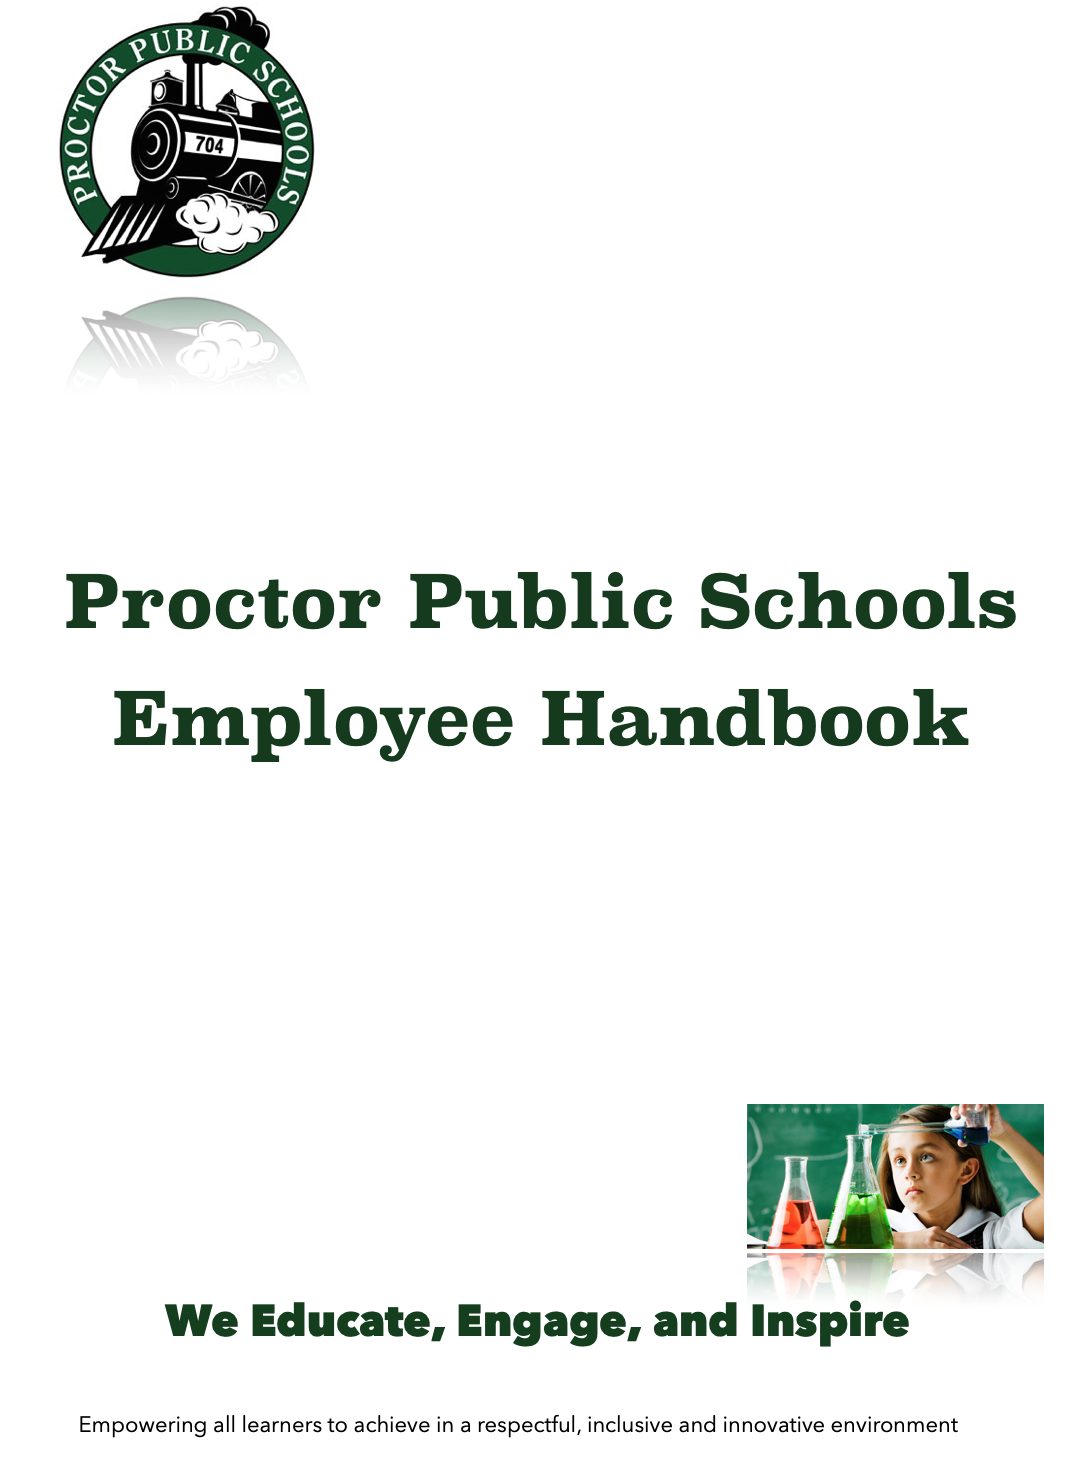 PROCTOR PUBLIC SCHOOLS
704
Proctor Public Schools
Employee Handbook
We Educate, Engage, and Inspire
Empowering all learners to achieve in a respectful, inclusive and innovative environment